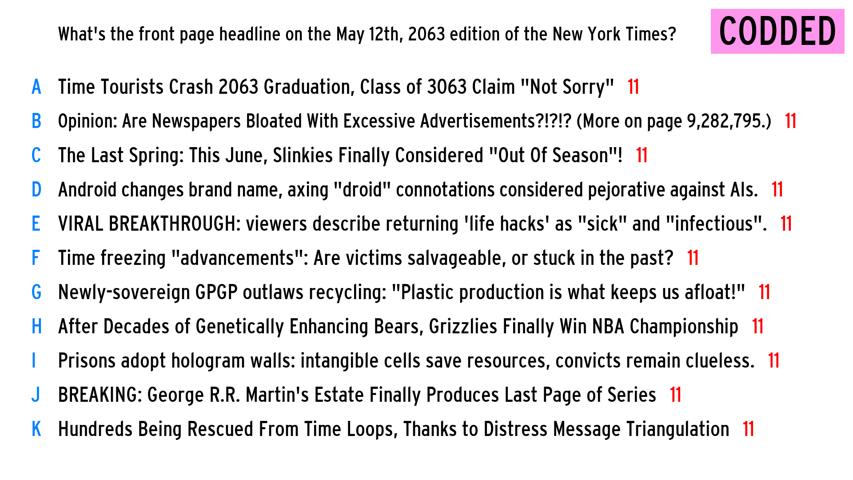 What's the front page headline on the May 12th, 2063 edition of the New York Times? CODDED
A Time Tourists Crash 2063 Graduation, Class of 3063 Claim "Not Sorry" 11
B Opinion: Are Newspapers Bloated With Excessive Advertisements?!?!? (More on page 9,282,795.) 11
C The Last Spring: This June, Slinkies Finally Considered "Out Of Season"! 11
D Android changes brand name, axing "droid" connotations considered pejorative against AIs. 11
E VIRAL BREAKTHROUGH: viewers describe returning 'life hacks' as "sick" and "infectious". 11
F Time freezing "advancements": Are victims salvageable, or stuck in the past? 11
G Newly-sovereign GPGP outlaws recycling: "Plastic production is what keeps us afloat!" 11
H After Decades of Genetically Enhancing Bears, Grizzlies Finally Win NBA Championship 11
I Prisons adopt hologram walls: intangible cells save resources, convicts remain clueless. 11
J BREAKING: George R.R. Martin's Estate Finally Produces Last Page of Series 11
K Hundreds Being Rescued From Time Loops, Thanks to Distress Message Triangulation 11